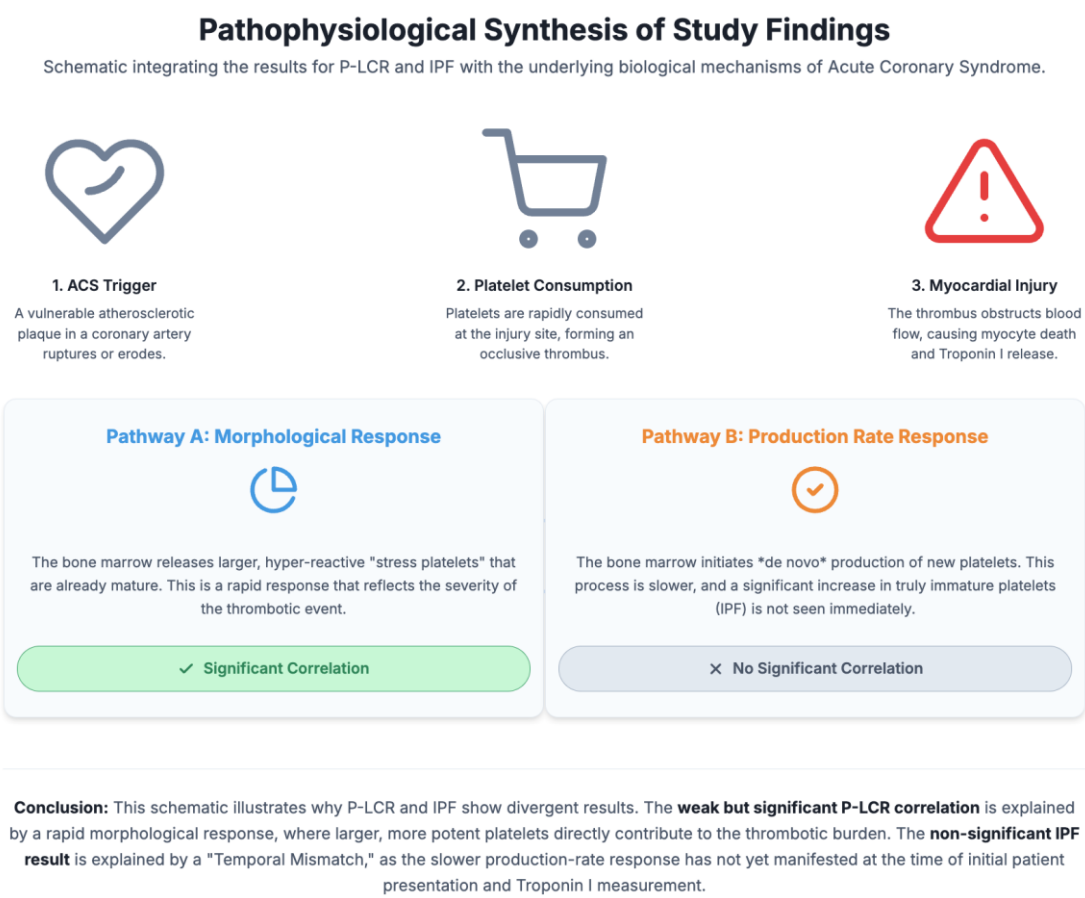 Pathophysiological Synthesis of Study Findings
Schematic integrating the results for P-LCR and IPF with the underlying biological mechanisms of Acute Coronary Syndrome.
1. ACS Trigger
A vulnerable atherosclerotic
plaque in a coronary artery
ruptures or erodes.
2. Platelet Consumption
Platelets are rapidly consumed
at the injury site, forming an
occlusive thrombus.
3. Myocardial Injury
The thrombus obstructs blood
flow, causing myocyte death
and Troponin I release.
Pathway A: Morphological Response
The bone marrow releases larger, hyper-reactive "stress platelets" that
are already mature. This is a rapid response that reflects the severity of
the thrombotic event.
Significant Correlation
Pathway B: Production Rate Response
The bone marrow initiates *de novo* production of new platelets. This
process is slower, and a significant increase in truly immature platelets
(IPF) is not seen immediately.
No Significant Correlation
Conclusion: This schematic illustrates why P-LCR and IPF show divergent results. The weak but significant P-LCR correlation is explained
by a rapid morphological response, where larger, more potent platelets directly contribute to the thrombotic burden. The non-significant IPF
result is explained by a "Temporal Mismatch," as the slower production-rate response has not yet manifested at the time of initial patient
presentation and Troponin I measurement.